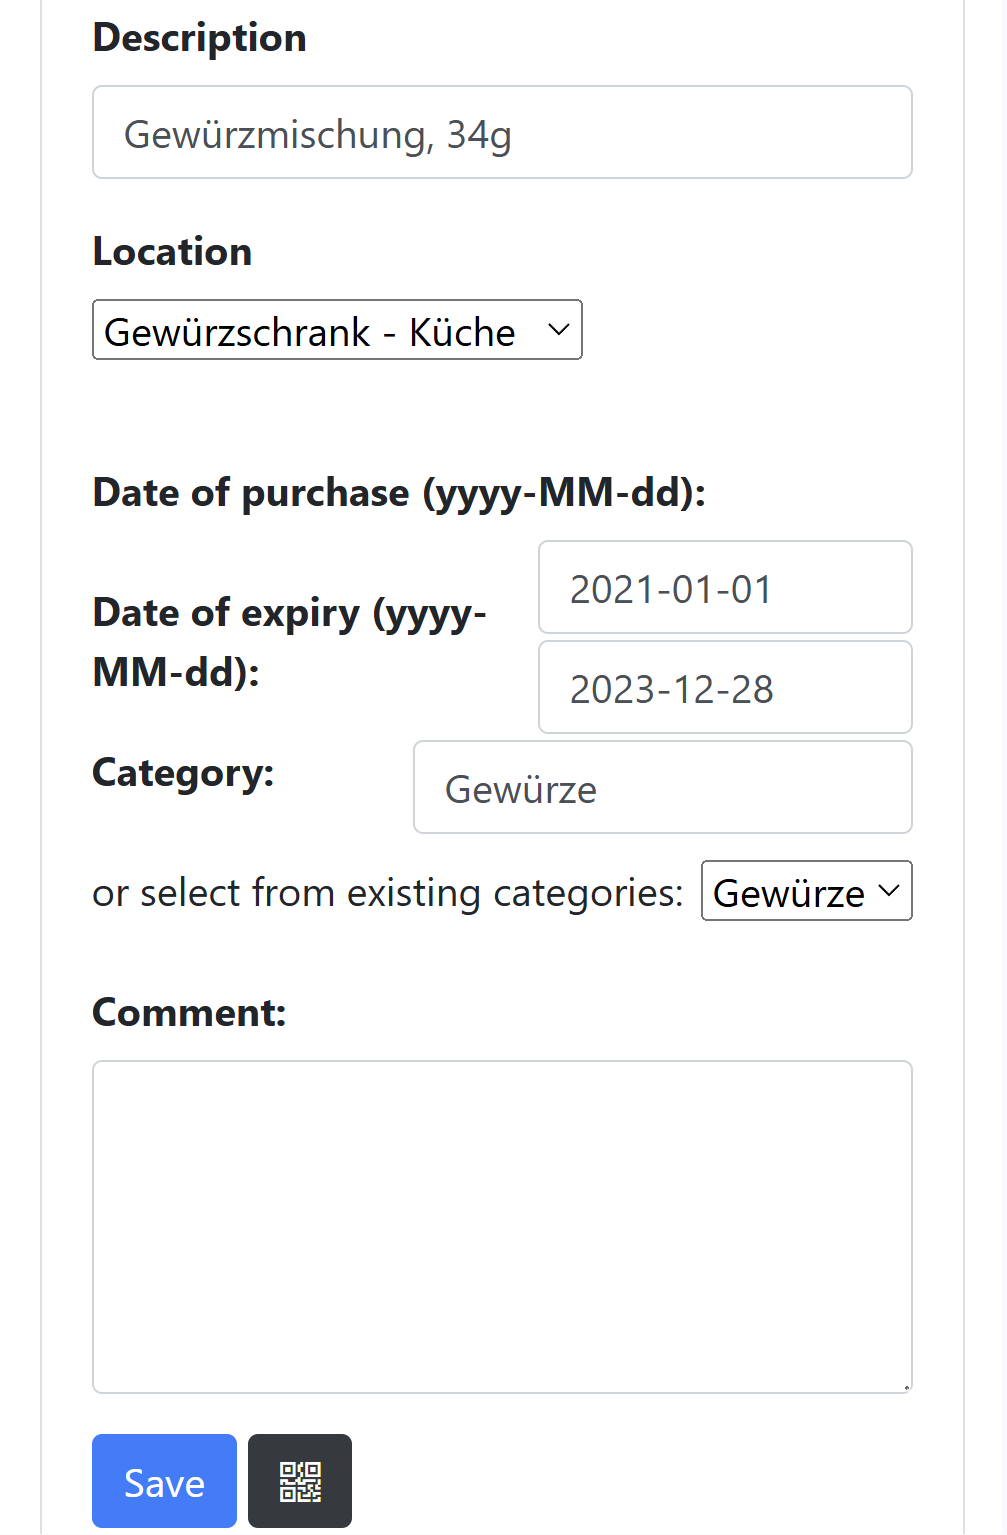 Description
Gewürzmischung, 34g
Location
Gewürzschrank - Küche
Date of purchase (yyyy-MM-dd):
2021-01-01
Date of expiry (yyyy-
MM-dd):
2023-12-28
Category:
Gewürze
or select from existing categories: Gewürze
Comment:
Save